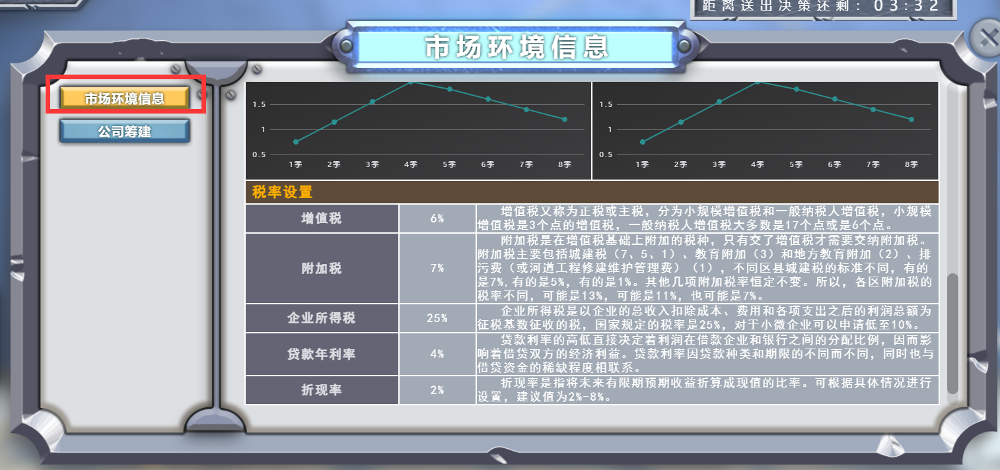 距离送出决策还剩：03:32
市场环境信息
市场环境信息
公司筹建
1.5
1
0.5
1季 2季 3季 4季 5季 6季 7季 8季
1.5
1
0.5
1季 2季 3季 4季 5季 6季 7季 8季
税率设置
增值税
6%
增值税又称为正税或主税，分为小规模增值税和一般纳税人增值税，小规模
增值税是3个点的增值税，一般纳税人增值税大多数是17个点或是6个点。
附加税
7%
附加税是在增值税基础上附加的税种，只有交了增值税才需要交纳附加税。
附加税主要包括城建税（7、5、1）、教育附加（3）和地方教育附加（2）、排
污费（或河道工程修建维护管理费）（1），不同区县城建税的标准不同，有的
是7%,有的是5%，有的是1%。其他几项附加税率恒定不变。所以，各区附加税的
税率不同，可能是13%，可能是11%，也可能是7%。
企业所得税
25%
企业所得税是以企业的总收入扣除成本、费用和各项支出之后的利润总额为
征税基数征收的税，国家规定的税率是25%，对于小微企业可以申请低至10%。
贷款年利率
4%
贷款利率的高低直接决定着利润在借款企业和银行之间的分配比例，因而影
响着借贷双方的经济利益。贷款利率因贷款种类和期限的不同而不同，同时也与
借贷资金的稀缺程度相联系。
折现率
2%
折现率是指将未来有限期预期收益折算成现值的比率。可根据具体情况进行
设置，建议值为2%-8%。